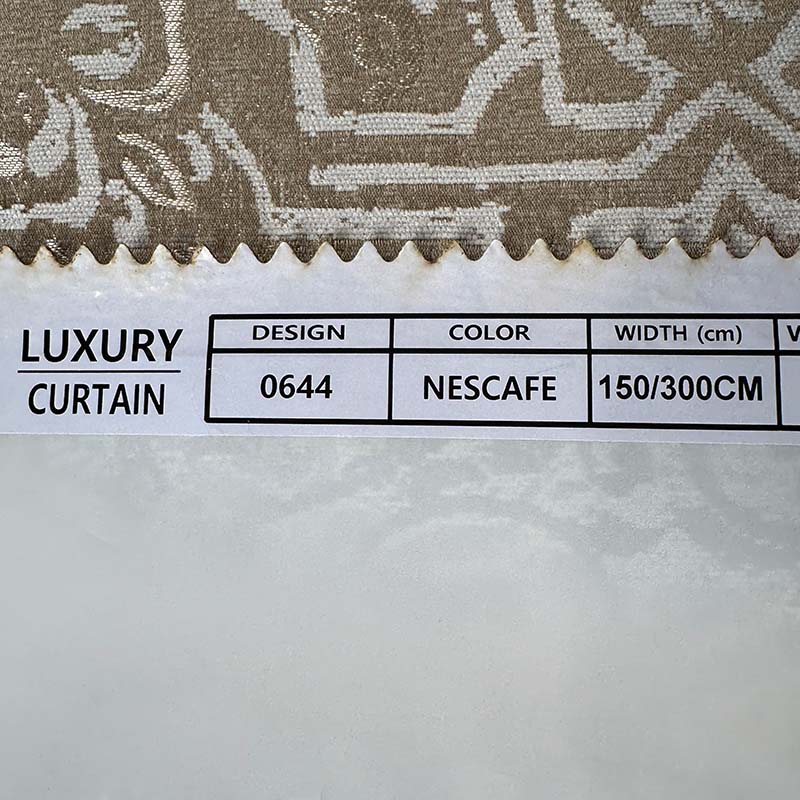 LUXURY
CURTAIN
DESIGN COLOR WIDTH (cm)
0644 NESCAFE 150/300CM